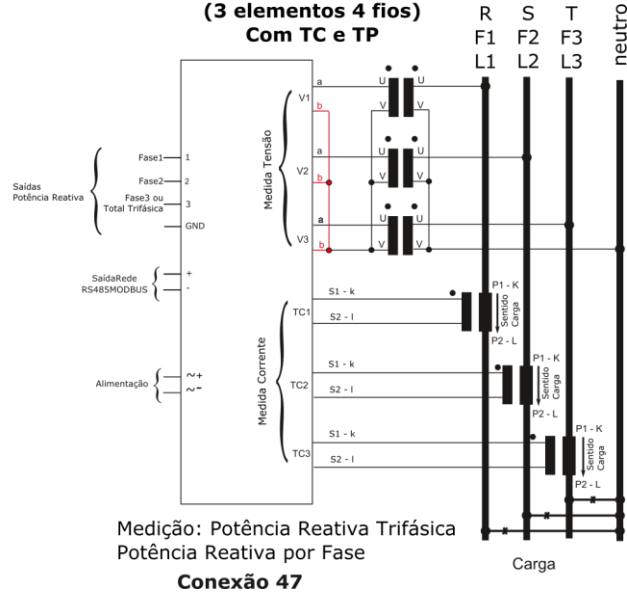 (3 elementos 4 fios)
Com TC e TP
R S T
F1 F2 F3
L1 L2 L3
neutro
Medida Tensão
V1
a
b
U U
V V
V2
a
b
U U
V V
V3
a
b
U U
V V
Saídas
Potência Reativa
Fase1 1
Fase2 2
Fase3 ou
Total Trifásica
3
GND
SaídaRede
RS485MODBUS
+
-
Alimentação
~+
~-
Medida Corrente
TC1
S1 - k
S2 - l
P1 - K
Sentido
Carga
P2 - L
TC2
S1 - k
S2 - l
P1 - K
Sentido
Carga
P2 - L
TC3
S1 - k
S2 - l
P1 - K
Sentido
Carga
P2 - L
Medição: Potência Reativa Trifásica
Potência Reativa por Fase
Conexão 47
Carga